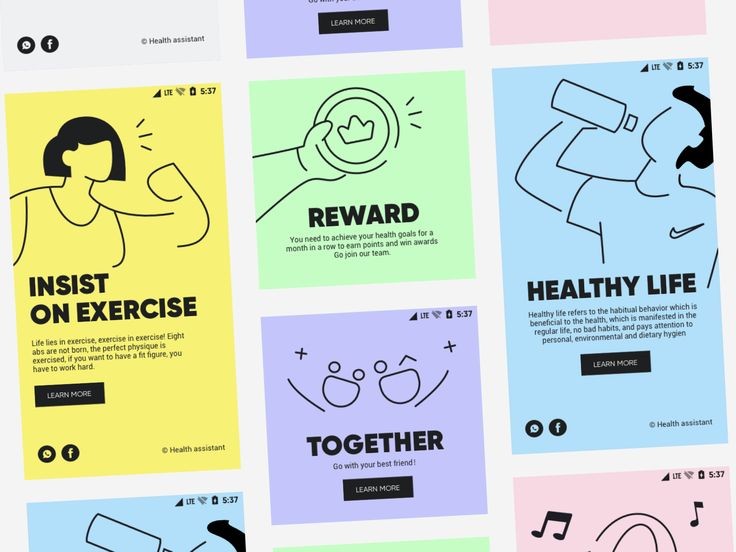 © Health assistant
Go with your best friend !
LEARN MORE
LTE 5:37
INSIST
ON EXERCISE
Life lies in exercise, exercise in exercise! Eight
abs are not born, the perfect physique is
exercised, if you want to have a fit figure, you
have to work hard.
LEARN MORE
© Health assistant
REWARD
You need to achieve your health goals for a
month in a row to earn points and win awards
Go join our team.
LTE 5:37
TOGETHER
Go with your best friend !
LEARN MORE
LTE 5:37
HEALTHY LIFE
Healthy life refers to the habitual behavior which is
beneficial to the health, which is manifested in the
regular life, no bad habits, and pays attention to
personal, environmental and dietary hygien
LEARN MORE
© Health assistant
LTE 5:37
LTE 5:37